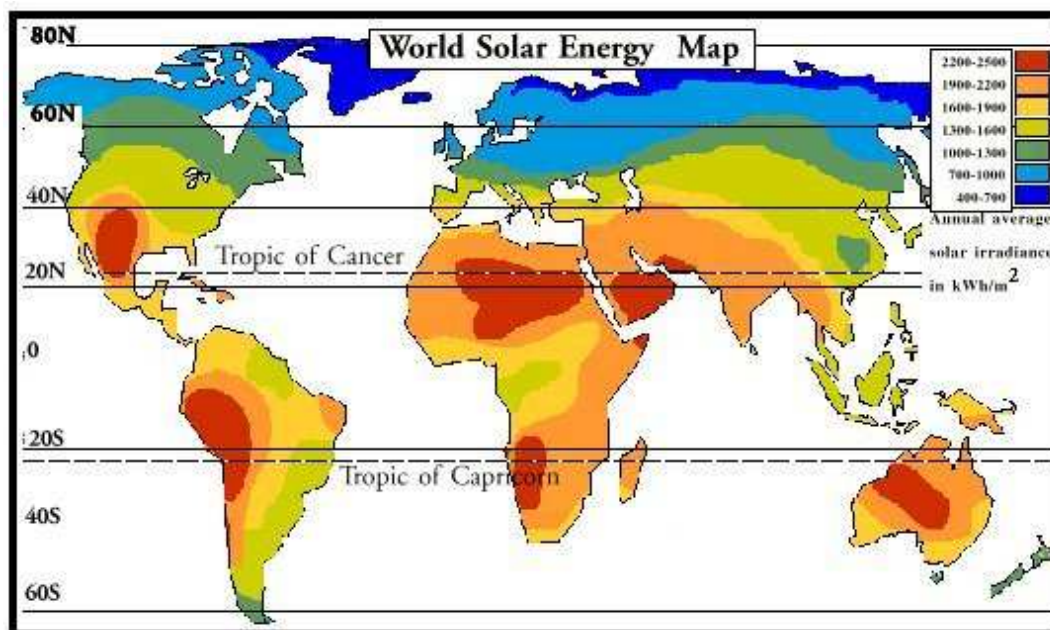 World Solar Energy Map
80N
60N
40N
20N
0
20S
40S
60S
Tropic of Cancer
Tropic of Capricorn
2200-2500
1900-2200
1600-1900
1300-1600
1000-1300
700-1000
400-700
Annual average
solar irradiance
in kWh/m2